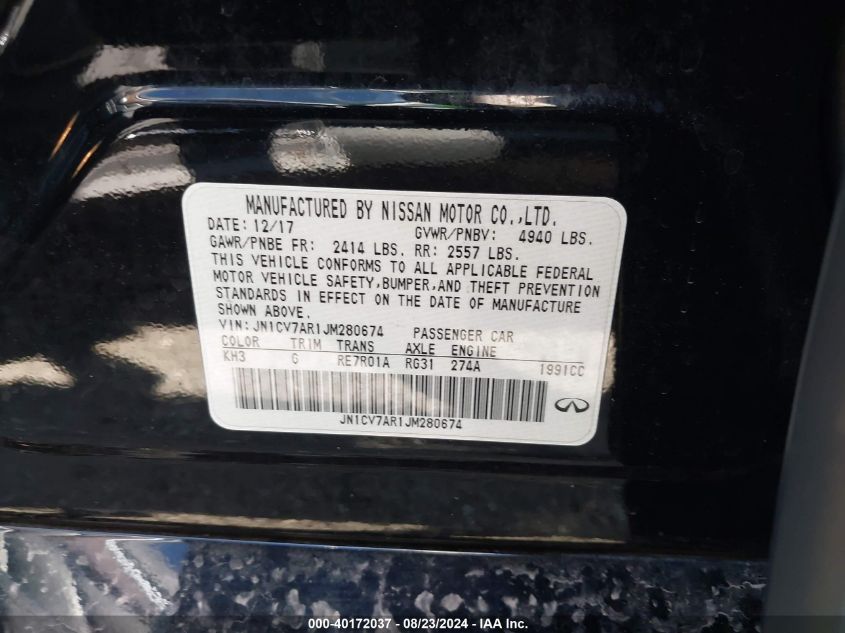 MANUFACTURED BY NISSAN MOTOR CO.,LTD.
DATE: 12/17 GVWR/PNBV: 4940 LBS.
GAWR/PNBE FR: 2414 LBS. RR: 2557 LBS.
THIS VEHICLE CONFORMS TO ALL APPLICABLE FEDERAL
MOTOR VEHICLE SAFETY,BUMPER,AND THEFT PREVENTION
STANDARDS IN EFFECT ON THE DATE OF MANUFACTURE
SHOWN ABOVE.
VIN:JN1CV7AR1JM280674 PASSENGER CAR
COLOR TRIM TRANS AXLE ENGINE
KH3 G RE7R01A RG31 274A 1991CC
JN1CV7AR1JM280674
000-40172037 - 08/23/2024 - IAA Inc.